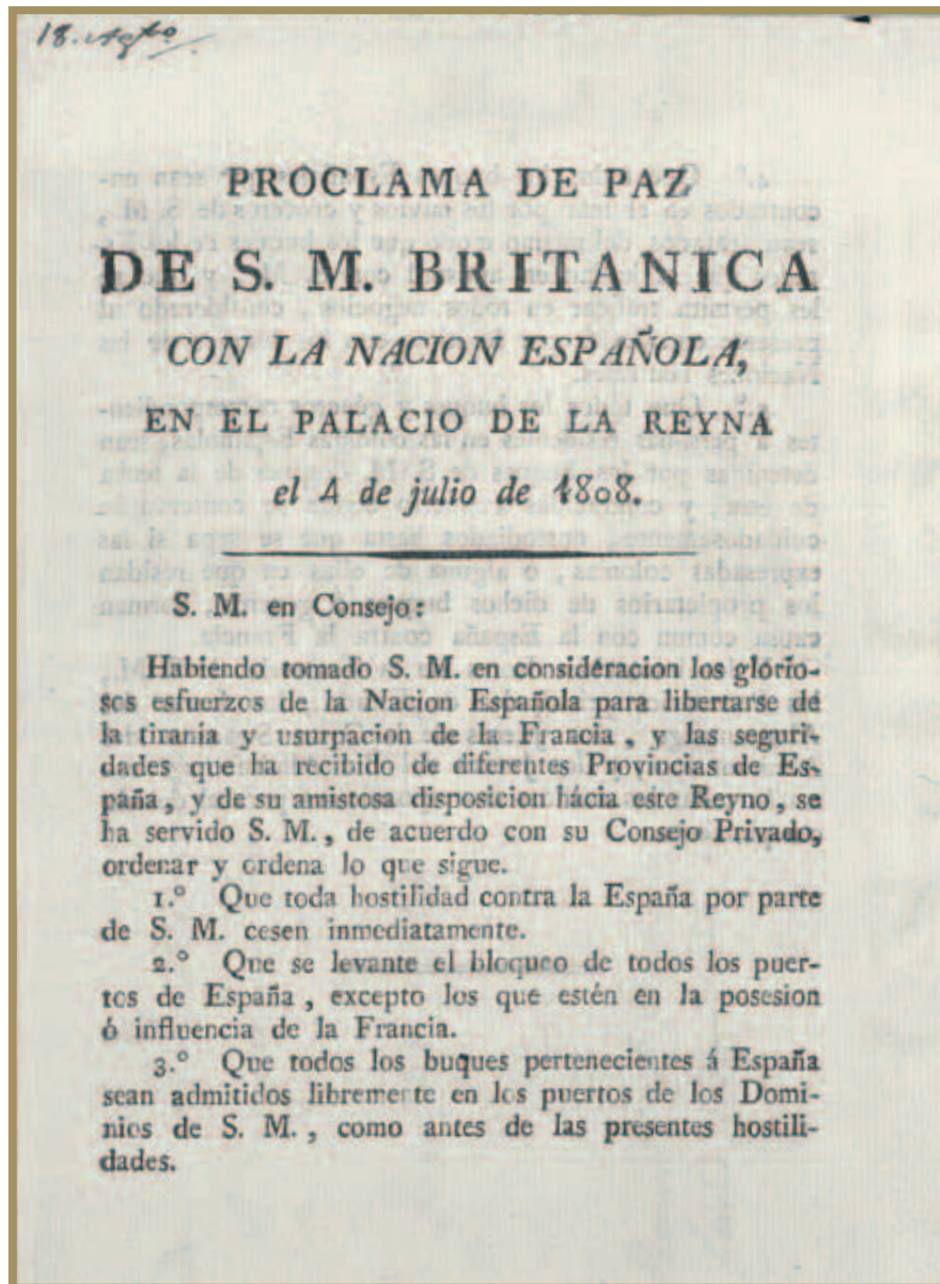 18. Agto
PROCLAMA DE PAZ
DE S. M. BRITANICA
CON LA NACION ESPAÑOLA,
EN EL PALACIO DE LA REYNA
el 4 de julio de 1808.
S. M. en Consejo:
Habiendo tomado S. M. en consideracion los glorio-
sos esfuerzos de la Nacion Española para libertarse de
la tirania y usurpacion de la Francia, y las seguri-
dades que ha recibido de diferentes Provincias de Es-
paña, y de su amistosa disposicion hácia este Reyno, se
ha servido S. M., de acuerdo con su Consejo Privado,
ordenar y ordena lo que sigue.
1.º Que toda hostilidad contra la España por parte
de S. M. cesen inmediatamente.
2.º Que se levante el bloqueo de todos los puer-
tos de España, excepto los que estén en la posesion
ó influencia de la Francia.
3.º Que todos los buques pertenecientes á España
sean admitidos libremente en los puertos de los Domi-
nios de S. M., como antes de las presentes hostili-
dades.